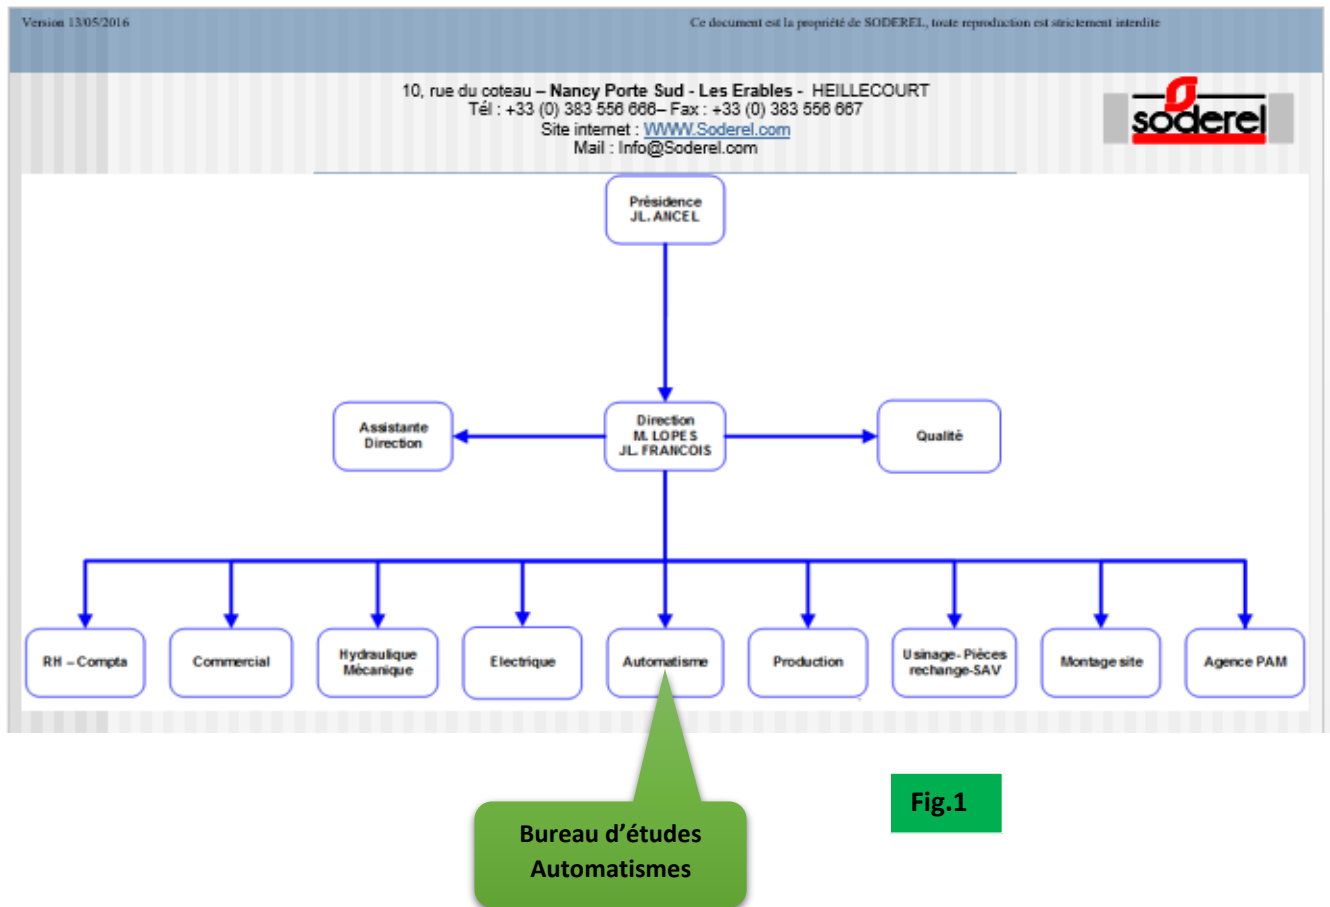 Version 13/05/2016
Ce document est la propriété de SODEREL, toute reproduction est strictement interdite
10, rue du coteau – Nancy Porte Sud - Les Erables - HEILLECOURT
Tél : +33 (0) 383 556 666– Fax : +33 (0) 383 556 667
Site internet : WWW.Soderel.com
Mail : Info@Soderel.com
soderel
Présidence
JL. ANCEL
Assistante
Direction
Direction
M. LOPES
JL. FRANCOIS
Qualité
RH – Compta
Commercial
Hydraulique
Mécanique
Electrique
Automatisme
Production
Usinage- Pièces
rechange-SAV
Montage site
Agence PAM
Bureau d’études
Automatismes
Fig.1